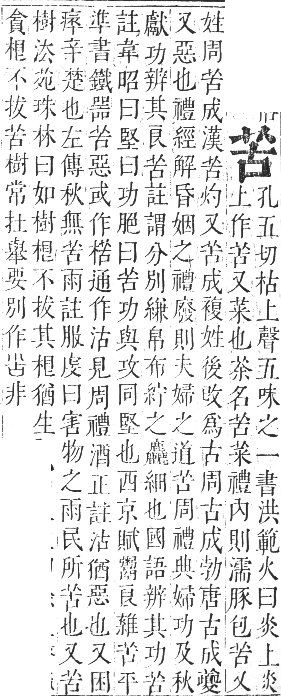 苦
孔五切枯上聲五味之一書洪範火曰炎上炎
上作苦又菜也荼名苦菜禮內則濡豚包苦又
姓周苦成漢苦灼又苦成複姓後改爲古周古成勃唐古成夔
又惡也禮經解昏姻之禮廢則夫婦之道苦周禮典婦功及秋
獻功辨其良苦註謂分別縑帛布紵之麤細也國語辨其功苦
註韋昭曰堅曰功脃曰苦功與攻同堅也西京賦鬻良雜苦平
準書鐵器苦惡或作楛通作沽見周禮酒正註沽猶惡也又困
瘃辛楚也左傳秋無苦雨註服虔曰害物之雨民所苦也又苦
樹法苑珠林曰如樹根不拔其根猶生
貪根不拔苦樹常在舉要別作非